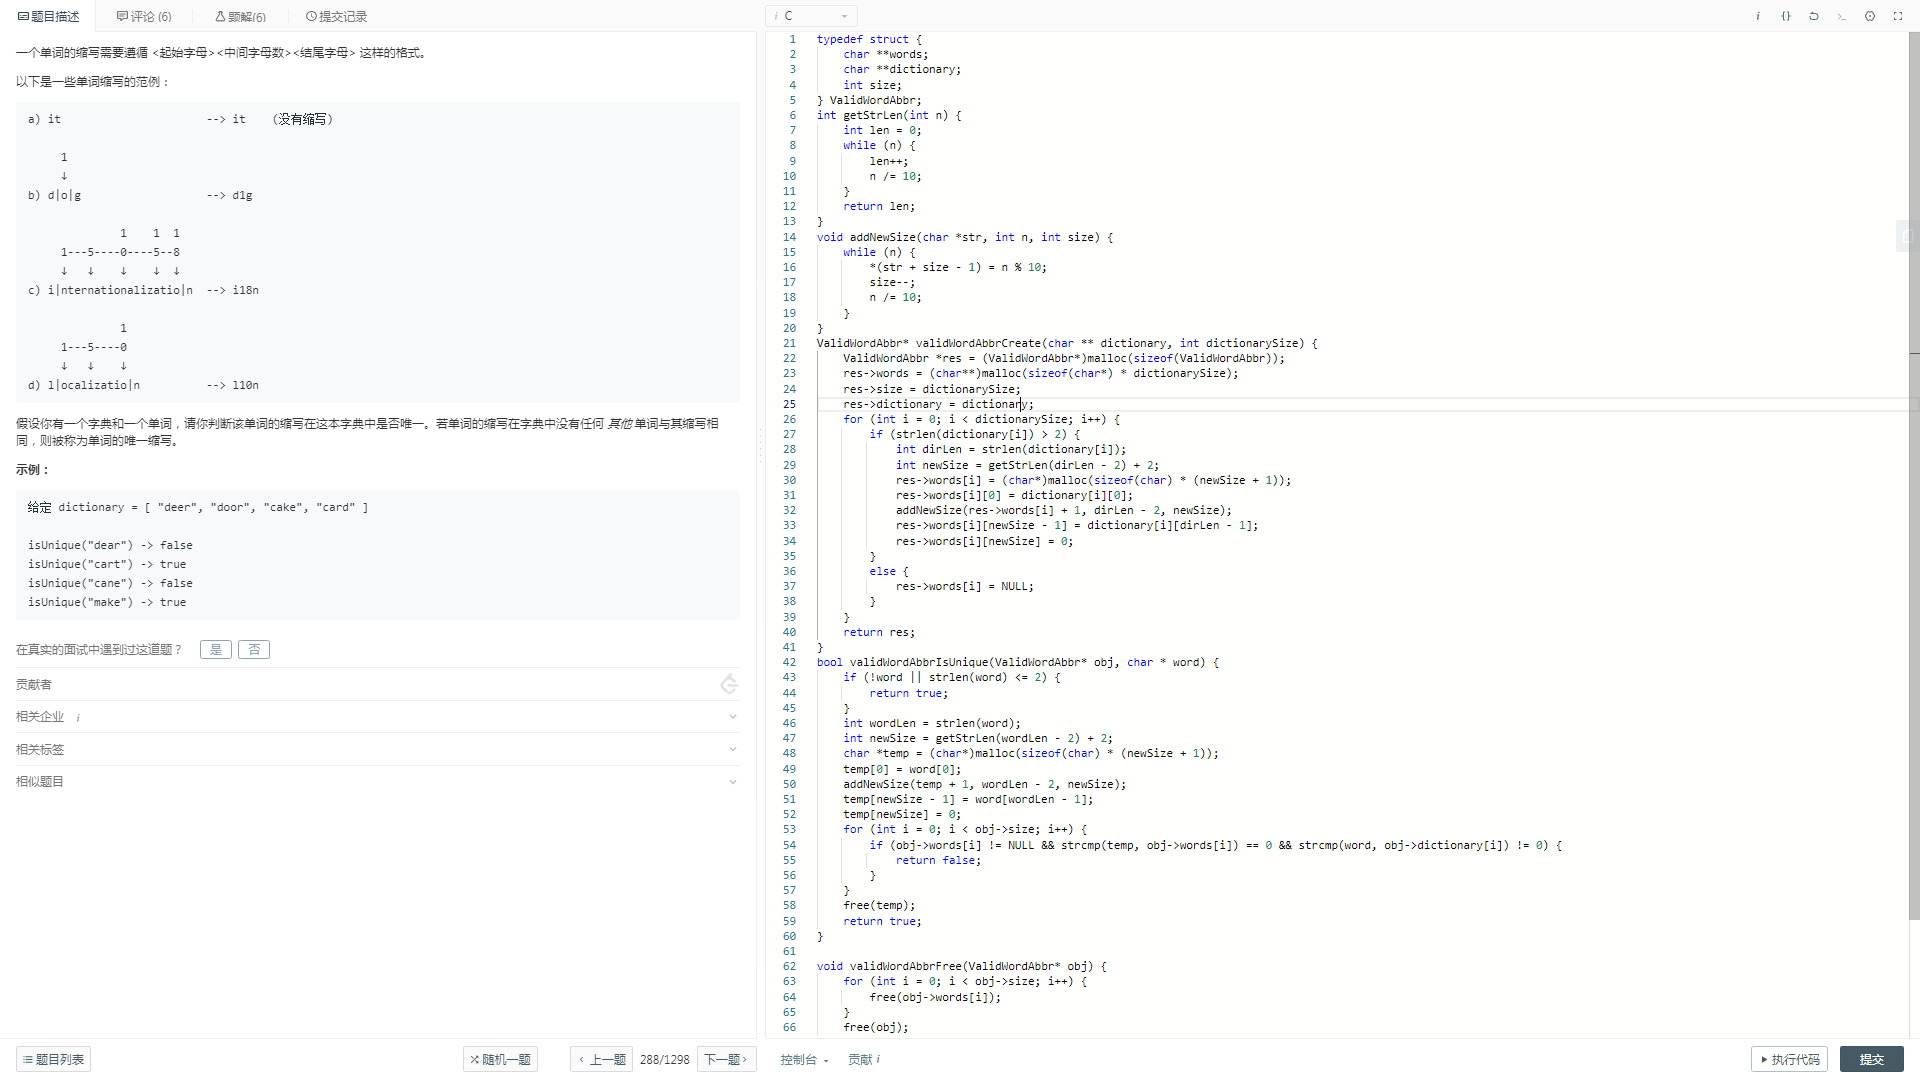 题目描述
评论 (6)
题解(6)
提交记录
一个单词的缩写需要遵循 <起始字母><中间字母数><结尾字母> 这样的格式。
以下是一些单词缩写的范例：
a) it                      --> it    （没有缩写）
     1
     ↓
b) d|o|g                   --> d1g
              1    1  1
     1---5----0----5--8
     ↓   ↓    ↓    ↓  ↓
c) i|nternationalizatio|n  --> i18n
              1
     1---5----0
     ↓   ↓    ↓
d) l|ocalizatio|n          --> l10n
假设你有一个字典和一个单词，请你判断该单词的缩写在这本字典中是否唯一。若单词的缩写在字典中没有任何 其他 单词与其缩写相
同，则被称为单词的唯一缩写。
示例：
给定 dictionary = [ "deer", "door", "cake", "card" ]
isUnique("dear") -> false
isUnique("cart") -> true
isUnique("cane") -> false
isUnique("make") -> true
在真实的面试中遇到过这道题？
是
否
贡献者
相关企业 i
相关标签
相似题目
题目列表
随机一题
‹ 上一题
288/1298
下一题 ›
i C
i {} >_
1 typedef struct {
2     char **words;
3     char **dictionary;
4     int size;
5 } ValidWordAbbr;
6 int getStrLen(int n) {
7     int len = 0;
8     while (n) {
9         len++;
10         n /= 10;
11     }
12     return len;
13 }
14 void addNewSize(char *str, int n, int size) {
15     while (n) {
16         *(str + size - 1) = n % 10;
17         size--;
18         n /= 10;
19     }
20 }
21 ValidWordAbbr* validWordAbbrCreate(char ** dictionary, int dictionarySize) {
22     ValidWordAbbr *res = (ValidWordAbbr*)malloc(sizeof(ValidWordAbbr));
23     res->words = (char**)malloc(sizeof(char*) * dictionarySize);
24     res->size = dictionarySize;
25     res->dictionary = dictionary;
26     for (int i = 0; i < dictionarySize; i++) {
27         if (strlen(dictionary[i]) > 2) {
28             int dirLen = strlen(dictionary[i]);
29             int newSize = getStrLen(dirLen - 2) + 2;
30             res->words[i] = (char*)malloc(sizeof(char) * (newSize + 1));
31             res->words[i][0] = dictionary[i][0];
32             addNewSize(res->words[i] + 1, dirLen - 2, newSize);
33             res->words[i][newSize - 1] = dictionary[i][dirLen - 1];
34             res->words[i][newSize] = 0;
35         }
36         else {
37             res->words[i] = NULL;
38         }
39     }
40     return res;
41 }
42 bool validWordAbbrIsUnique(ValidWordAbbr* obj, char * word) {
43     if (!word || strlen(word) <= 2) {
44         return true;
45     }
46     int wordLen = strlen(word);
47     int newSize = getStrLen(wordLen - 2) + 2;
48     char *temp = (char*)malloc(sizeof(char) * (newSize + 1));
49     temp[0] = word[0];
50     addNewSize(temp + 1, wordLen - 2, newSize);
51     temp[newSize - 1] = word[wordLen - 1];
52     temp[newSize] = 0;
53     for (int i = 0; i < obj->size; i++) {
54         if (obj->words[i] != NULL && strcmp(temp, obj->words[i]) == 0 && strcmp(word, obj->dictionary[i]) != 0) {
55             return false;
56         }
57     }
58     free(temp);
59     return true;
60 }
61
62 void validWordAbbrFree(ValidWordAbbr* obj) {
63     for (int i = 0; i < obj->size; i++) {
64         free(obj->words[i]);
65     }
66     free(obj);
控制台
贡献 i
执行代码
提交